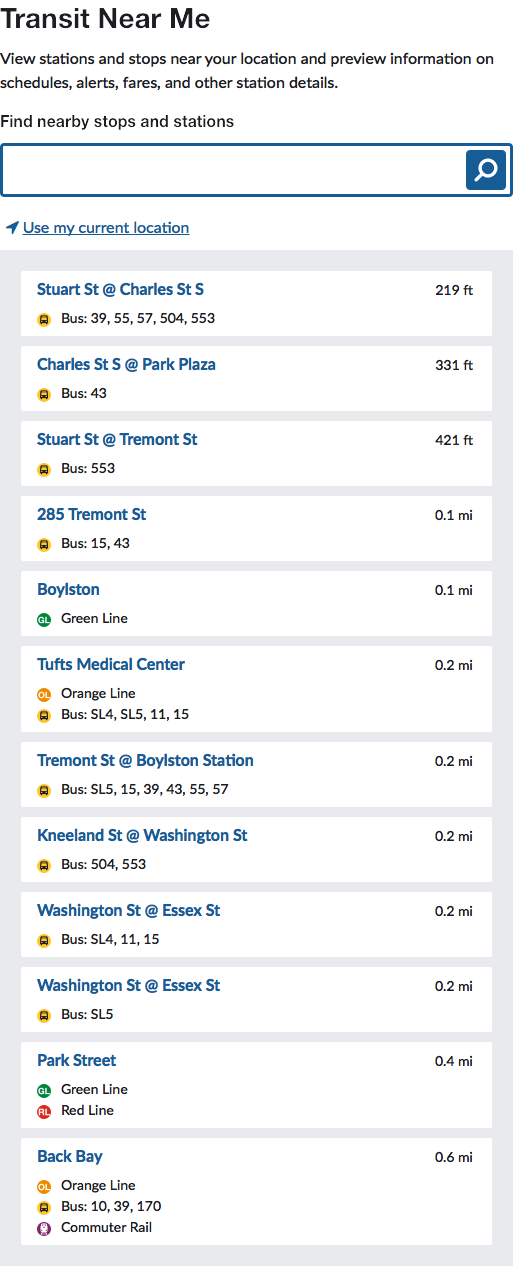 Transit Near Me
View stations and stops near your location and preview information on
schedules, alerts, fares, and other station details.
Find nearby stops and stations
Use my current location
Stuart St @ Charles St S 219 ft
Bus: 39, 55, 57, 504, 553
Charles St S @ Park Plaza 331 ft
Bus: 43
Stuart St @ Tremont St 421 ft
Bus: 553
285 Tremont St 0.1 mi
Bus: 15, 43
Boylston 0.1 mi
GL Green Line
Tufts Medical Center 0.2 mi
OL Orange Line
Bus: SL4, SL5, 11, 15
Tremont St @ Boylston Station 0.2 mi
Bus: SL5, 15, 39, 43, 55, 57
Kneeland St @ Washington St 0.2 mi
Bus: 504, 553
Washington St @ Essex St 0.2 mi
Bus: SL4, 11, 15
Washington St @ Essex St 0.2 mi
Bus: SL5
Park Street 0.4 mi
GL Green Line
RL Red Line
Back Bay 0.6 mi
OL Orange Line
Bus: 10, 39, 170
Commuter Rail